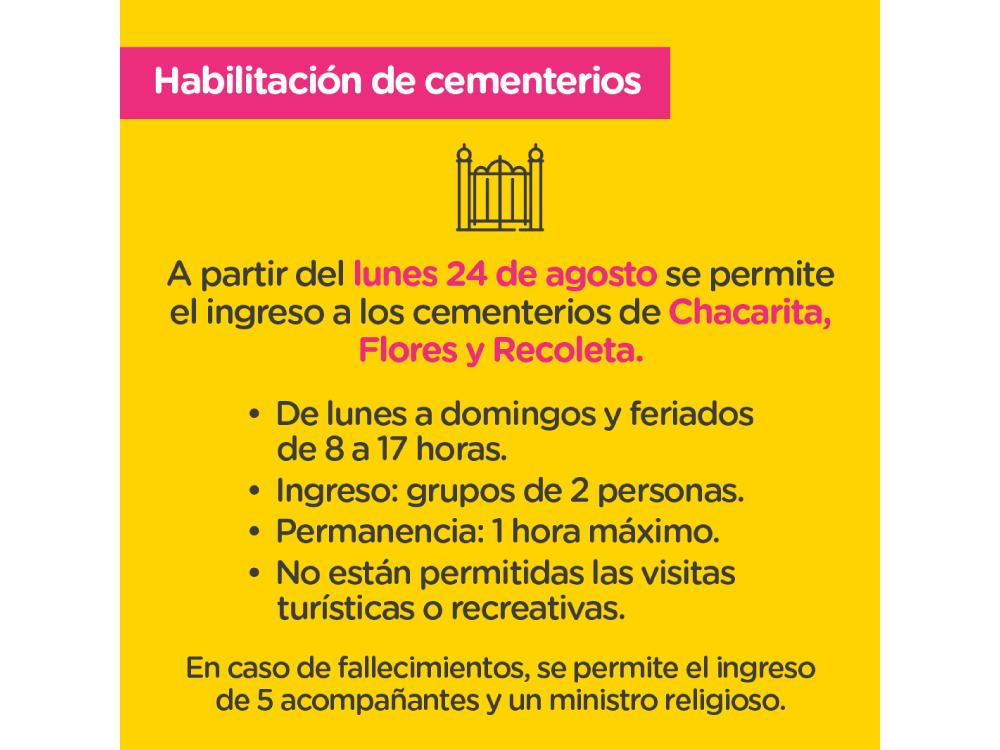 Habilitación de cementerios
A partir del lunes 24 de agosto se permite
el ingreso a los cementerios de Chacarita,
Flores y Recoleta.
• De lunes a domingos y feriados
de 8 a 17 horas.
• Ingreso: grupos de 2 personas.
• Permanencia: 1 hora máximo.
• No están permitidas las visitas
turísticas o recreativas.
En caso de fallecimientos, se permite el ingreso
de 5 acompañantes y un ministro religioso.